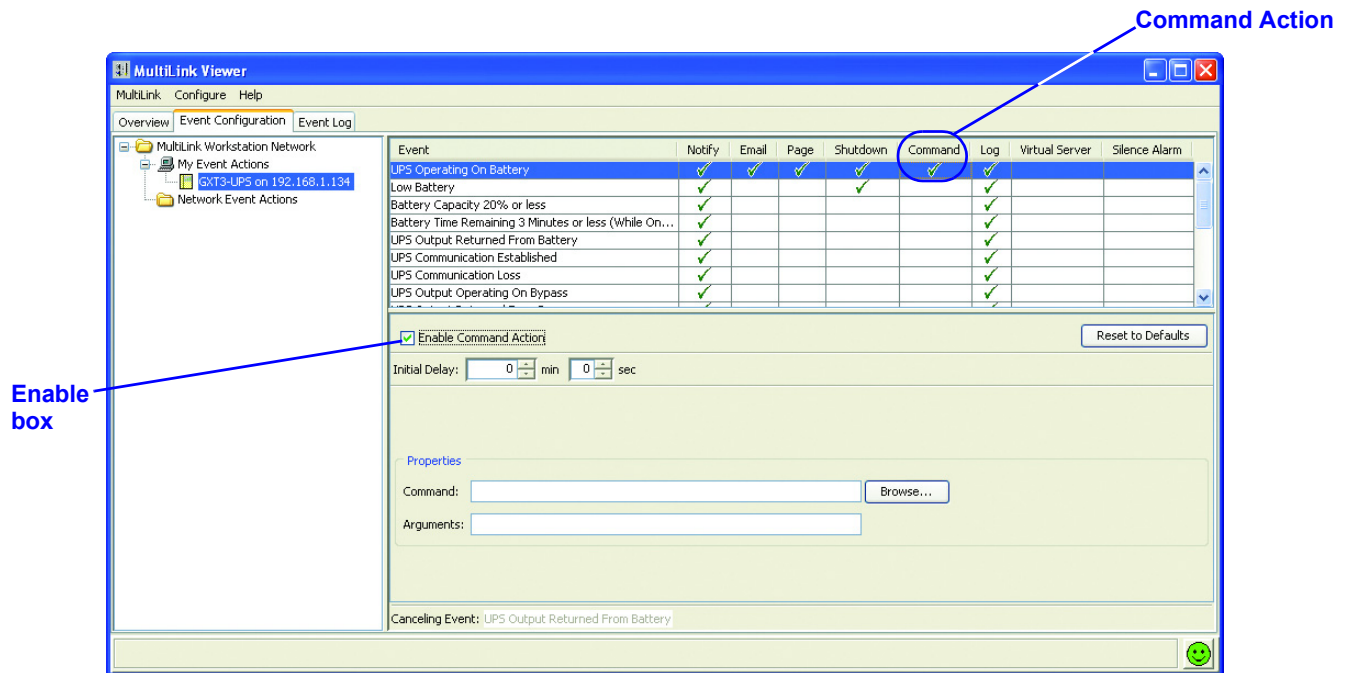 Command Action
MultiLink Viewer
MultiLink Configure Help
Overview Event Configuration Event Log
MultiLink Workstation Network
My Event Actions
GXT3-UPS on 192.168.1.134
Network Event Actions
Event Notify Email Page Shutdown Command Log Virtual Server Silence Alarm
UPS Operating On Battery
Low Battery
Battery Capacity 20% or less
Battery Time Remaining 3 Minutes or less (While On...
UPS Output Returned From Battery
UPS Communication Established
UPS Communication Loss
UPS Output Operating On Bypass
Enable Command Action Reset to Defaults
Initial Delay: 0 min 0 sec
Enable
box
Properties
Command: Browse...
Arguments:
Canceling Event: UPS Output Returned From Battery